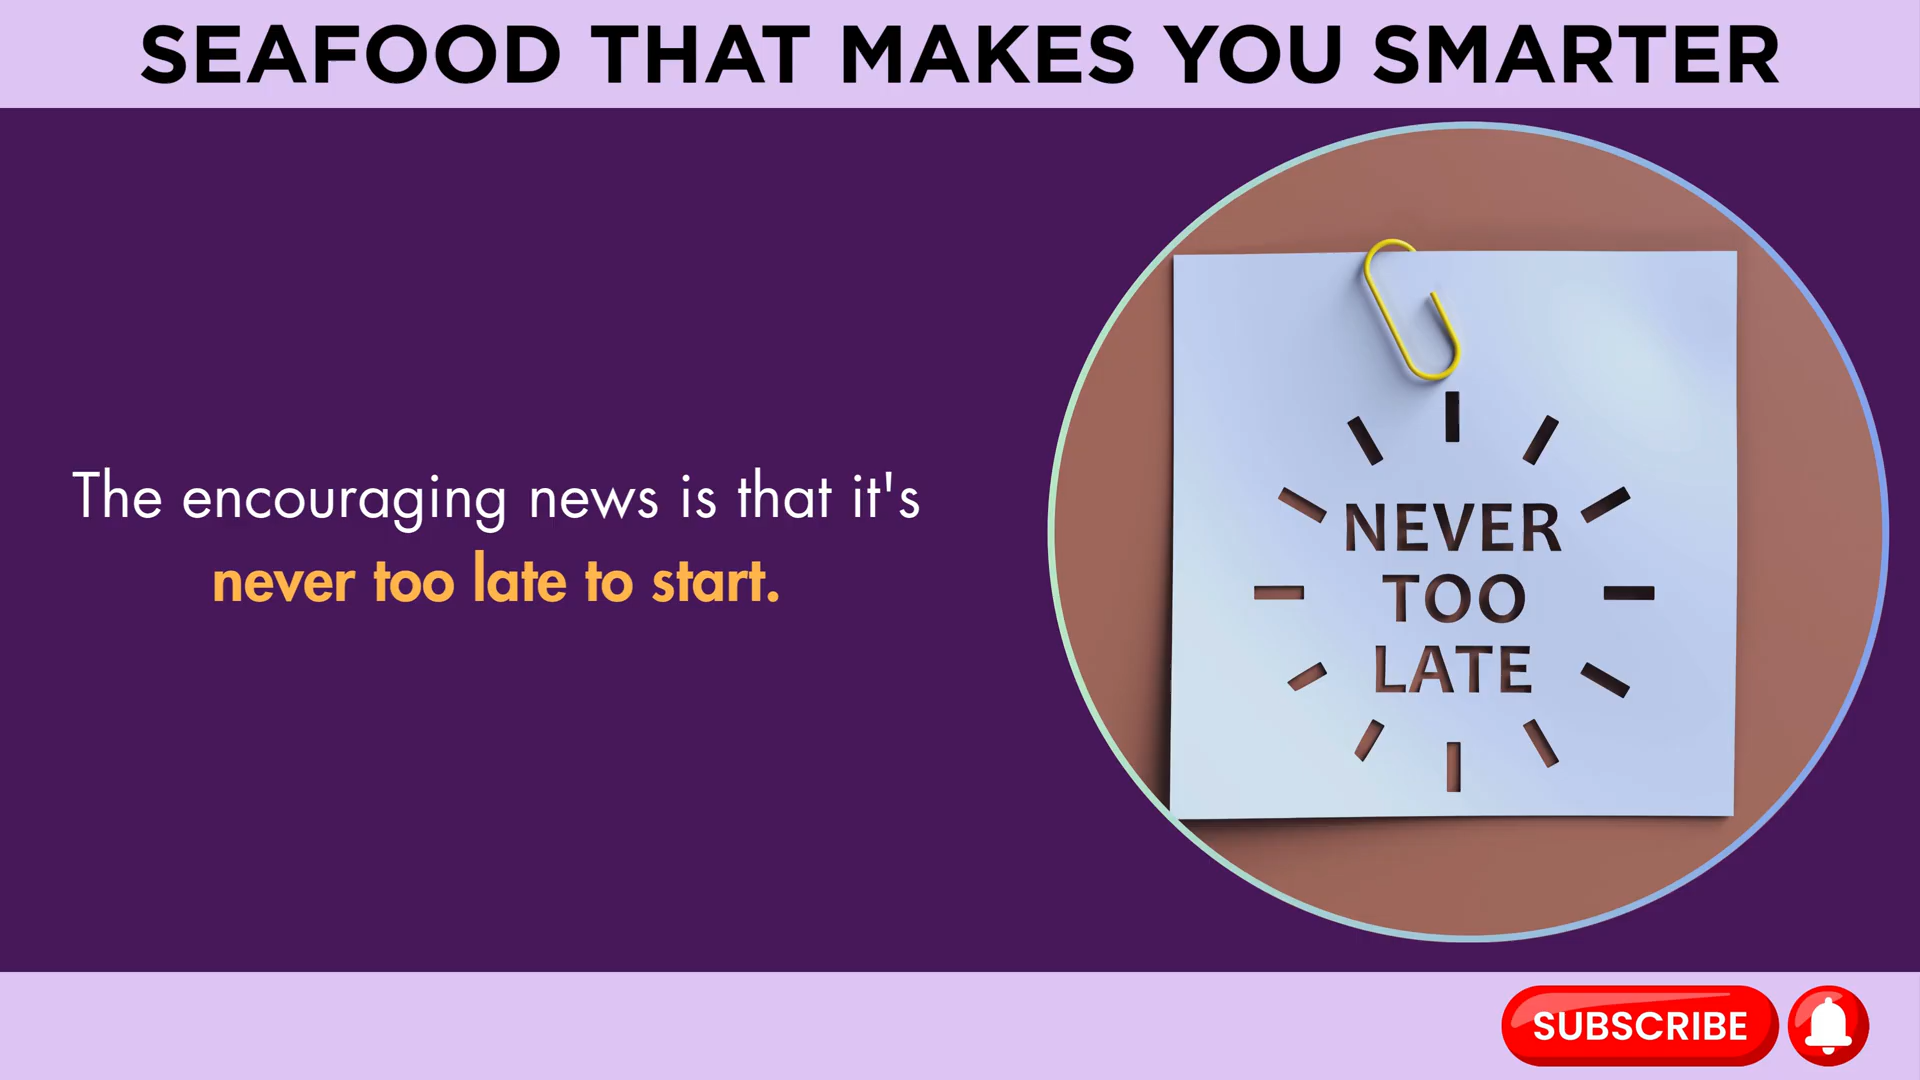 SEAFOOD THAT MAKES YOU SMARTER
The encouraging news is that it's
never too late to start.
NEVER
TOO
LATE
SUBSCRIBE